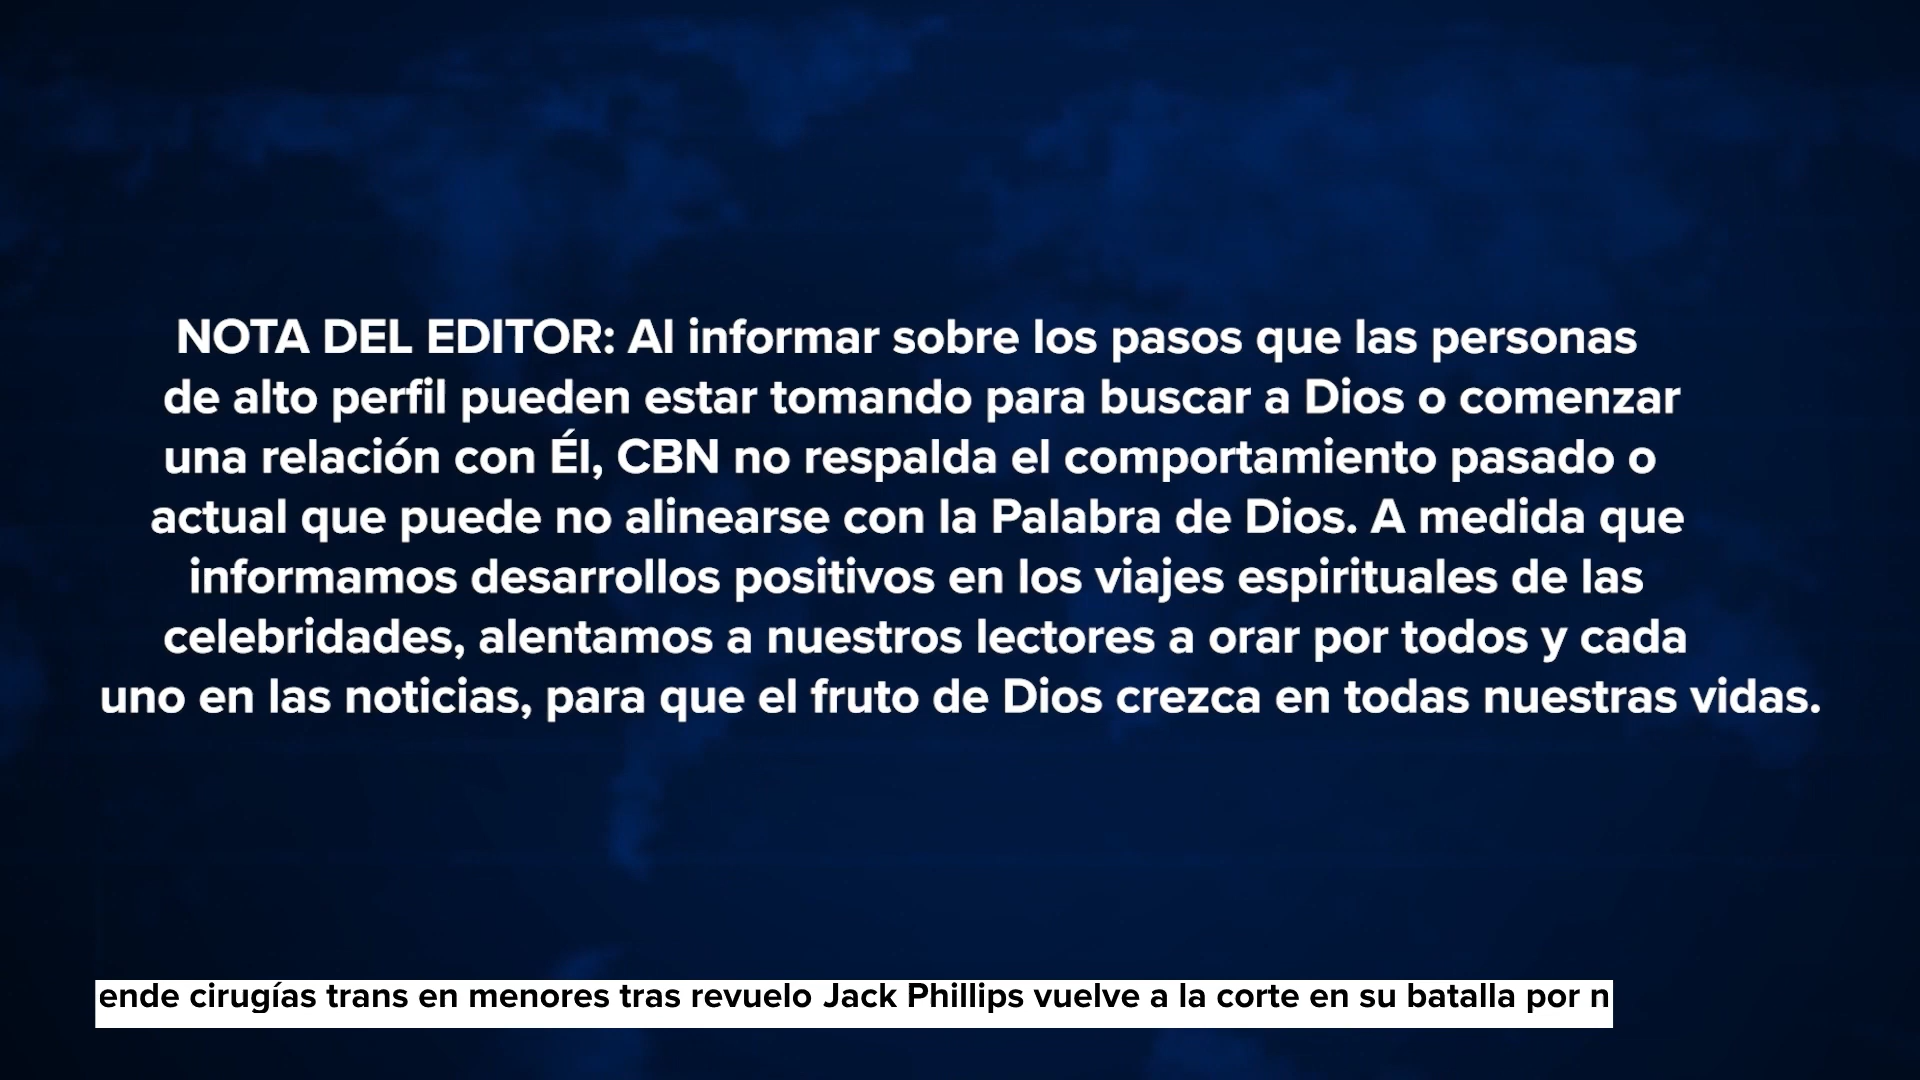 NOTA DEL EDITOR: Al informar sobre los pasos que las personas
de alto perfil pueden estar tomando para buscar a Dios o comenzar
una relación con Él, CBN no respalda el comportamiento pasado o
actual que puede no alinearse con la Palabra de Dios. A medida que
informamos desarrollos positivos en los viajes espirituales de las
celebridades, alentamos a nuestros lectores a orar por todos y cada
uno en las noticias, para que el fruto de Dios crezca en todas nuestras vidas.
ende cirugías trans en menores tras revuelo Jack Phillips vuelve a la corte en su batalla por n